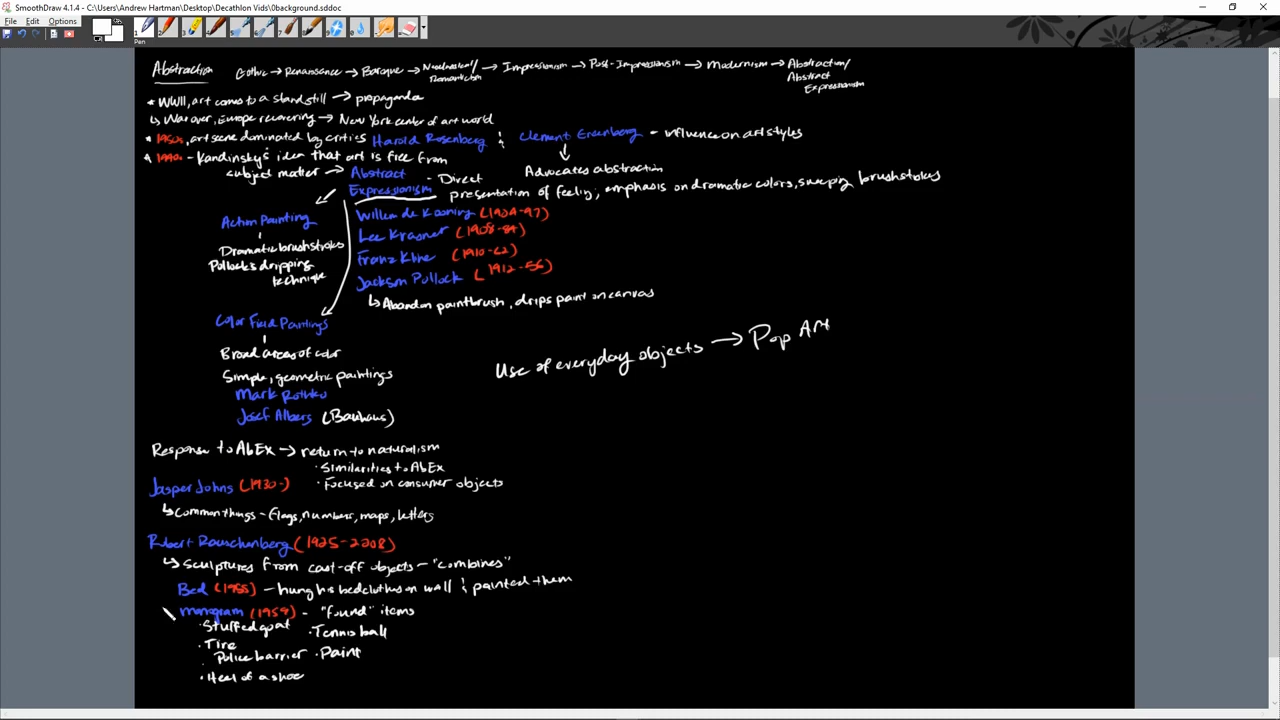 SmoothDraw 4.1.4 - C:\Users\Andrew Hartman\Desktop\Decathlon Vids\0background.sddoc
File Edit Options
Pen
Abstraction Gothic → Renaissance → Baroque → Neoclassical/Romanticism → Impressionism → Post-Impressionism → Modernism → Abstraction/Abstract Expressionism
* WWII, art comes to a standstill → propaganda
↳ War over, Europe recovering → New York center of art world
* 1950s, art scene dominated by critics Harold Rosenberg & Clement Greenberg - influence on art styles
Advocates abstraction
* 1940s - Kandinsky's idea that art is free from
subject matter → Abstract Expressionism - Direct
presentation of feeling, emphasis on dramatic colors, sweeping brushstrokes
Action Painting
Dramatic brushstrokes
Pollock's dripping
technique
Willem de Kooning (1904-97)
Lee Krasner (1908-84)
Franz Kline (1910-62)
Jackson Pollock (1912-56)
↳ Abandon paintbrush, drips paint on canvas
Color Field Paintings
Broad areas of color
Simple, geometric paintings
Mark Rothko
Josef Albers (Bauhaus)
Use of everyday objects → Pop Art
Response to AbEx → return to naturalism
· Similarities to AbEx
· Focused on consumer objects
Jasper Johns (1930-)
↳ Common things - flags, numbers, maps, letters
Robert Rauschenberg (1925-2008)
↳ Sculptures from cast-off objects - "combines"
Bed (1955) - hung his bedclothes on wall & painted them
Monogram (1959) - "found" items
· Stuffed goat
· Tire
· Police barrier
· Heel of a shoe
· Tennis ball
· Paint